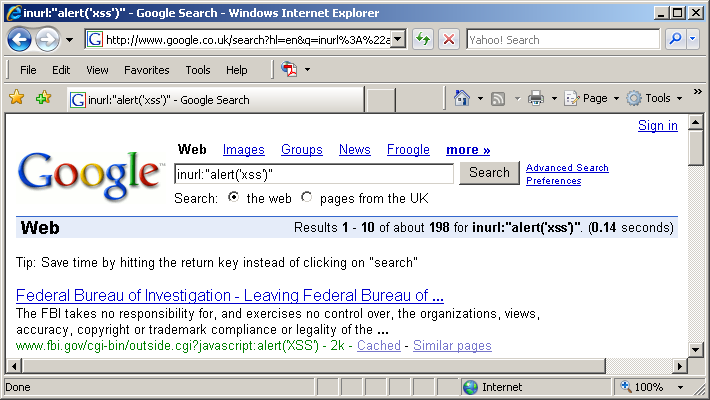 inurl:"alert('xss')" - Google Search - Windows Internet Explorer
http://www.google.co.uk/search?hl=en&q=inurl%3A%22a
Yahoo! Search
File Edit View Favorites Tools Help
inurl:"alert('xss')" - Google Search
Page Tools
Sign in
Google™
Web Images Groups News Froogle more »
inurl:"alert('xss')"
Search
Advanced Search
Preferences
Search: the web pages from the UK
Web
Results 1 - 10 of about 198 for inurl:"alert('xss')". (0.14 seconds)
Tip: Save time by hitting the return key instead of clicking on "search"
Federal Bureau of Investigation - Leaving Federal Bureau of ...
The FBI takes no responsibility for, and exercises no control over, the organizations, views,
accuracy, copyright or trademark compliance or legality of the ...
www.fbi.gov/cgi-bin/outside.cgi?javascript:alert('XSS') - 2k - Cached - Similar pages
Done
Internet
100%